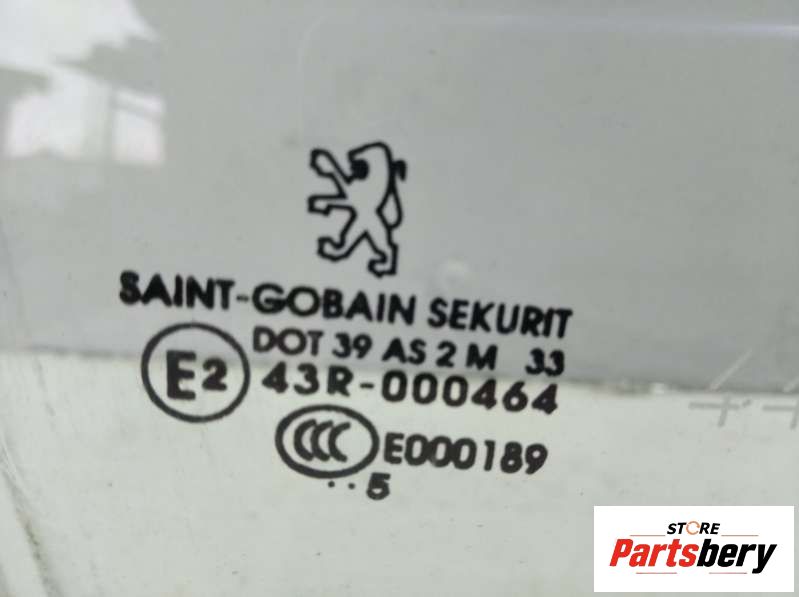 SAINT-GOBAIN SEKURIT
DOT 39 AS 2 M 33
E2 43R-000464
CCC E000189
..5
STORE
Partsbery